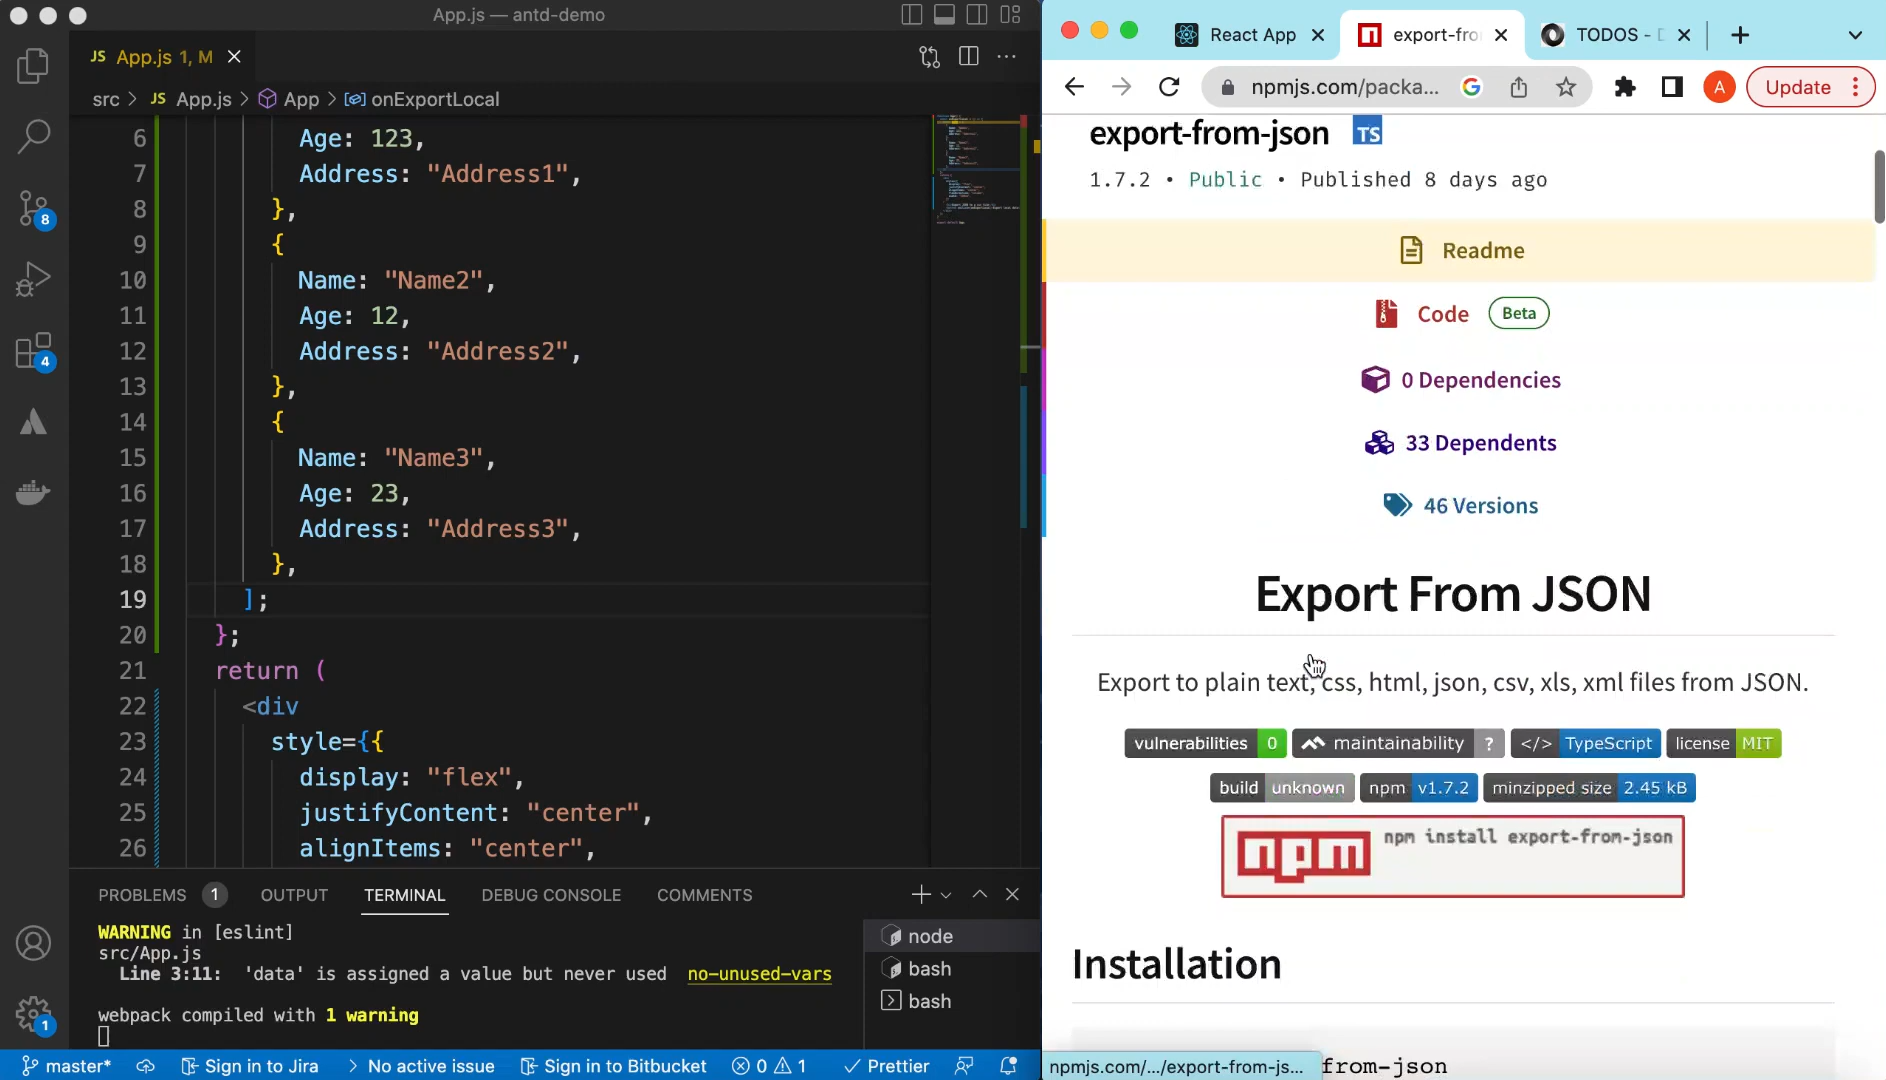 App.js — antd-demo
JS App.js 1, M
src > JS App.js > App > onExportLocal
6 Age: 123,
7 Address: "Address1",
8 },
9 {
10 Name: "Name2",
11 Age: 12,
12 Address: "Address2",
13 },
14 {
15 Name: "Name3",
16 Age: 23,
17 Address: "Address3",
18 },
19 ];
20 };
21 return (
22 <div
23 style={{
24 display: "flex",
25 justifyContent: "center",
26 alignItems: "center",
8
4
1
PROBLEMS 1 OUTPUT TERMINAL DEBUG CONSOLE COMMENTS
WARNING in [eslint]
src/App.js
Line 3:11: 'data' is assigned a value but never used no-unused-vars
webpack compiled with 1 warning
node
bash
bash
master* Sign in to Jira No active issue Sign in to Bitbucket 0 1 Prettier
React App export-fro TODOS -
npmjs.com/packa... A Update
export-from-json TS
1.7.2 • Public • Published 8 days ago
Readme
Code Beta
0 Dependencies
33 Dependents
46 Versions
Export From JSON
Export to plain text, css, html, json, csv, xls, xml files from JSON.
vulnerabilities 0 maintainability ? </> TypeScript license MIT
build unknown npm v1.7.2 minzipped size 2.45 kB
npm npm install export-from-json
Installation
npmjs.com/.../export-from-js... from-json